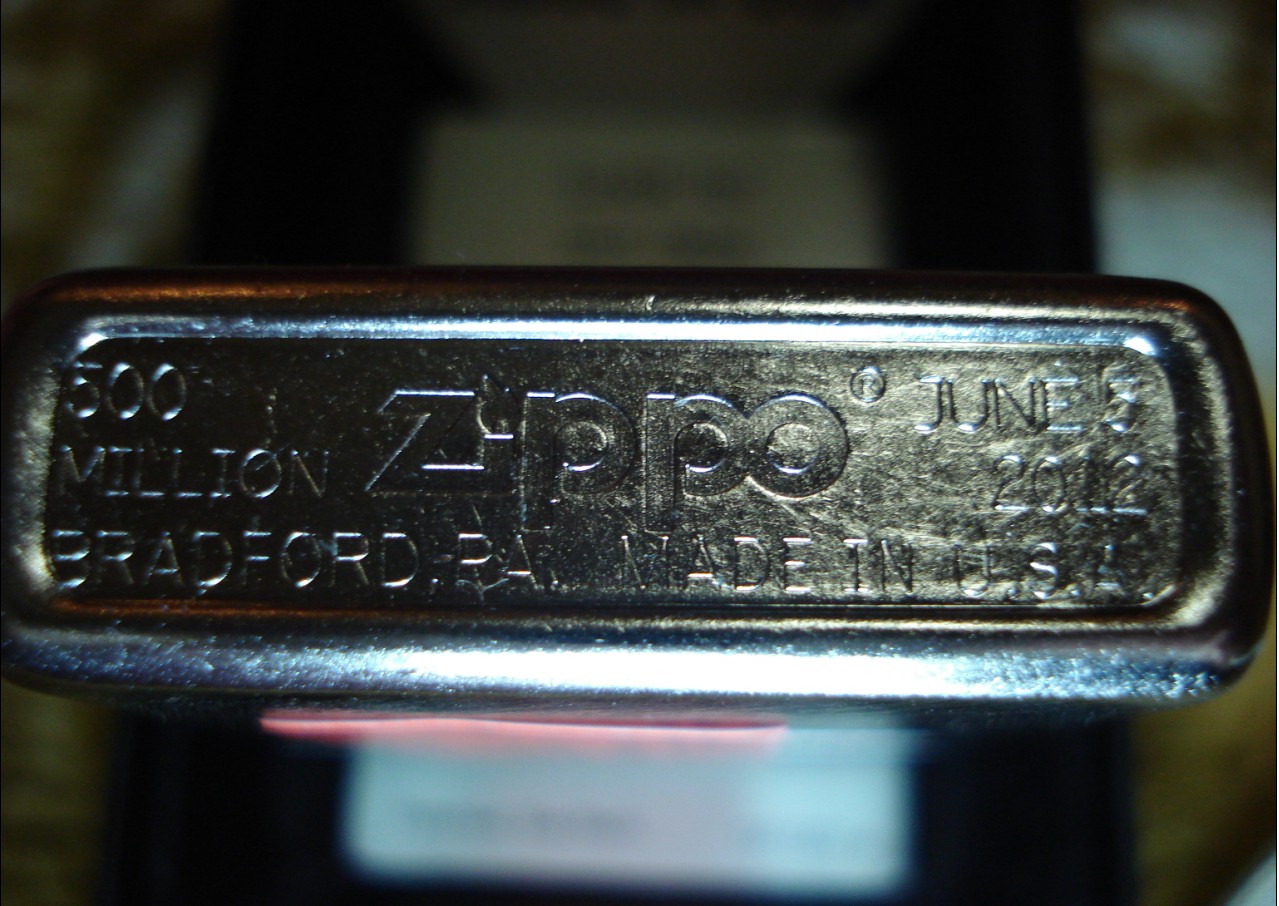 500 Zippo® JUNE 5
MILLION 2012
BRADFORD, PA. MADE IN U.S.A.